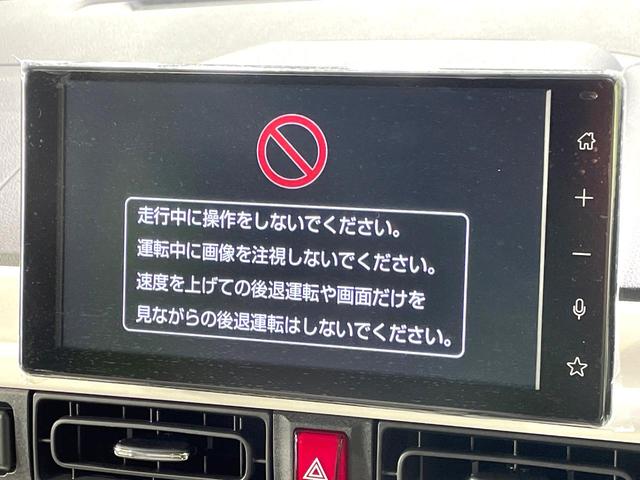 走行中に操作をしないでください。
運転中に画像を注視しないでください。
速度を上げての後退運転や画面だけを
見ながらの後退運転はしないでください。